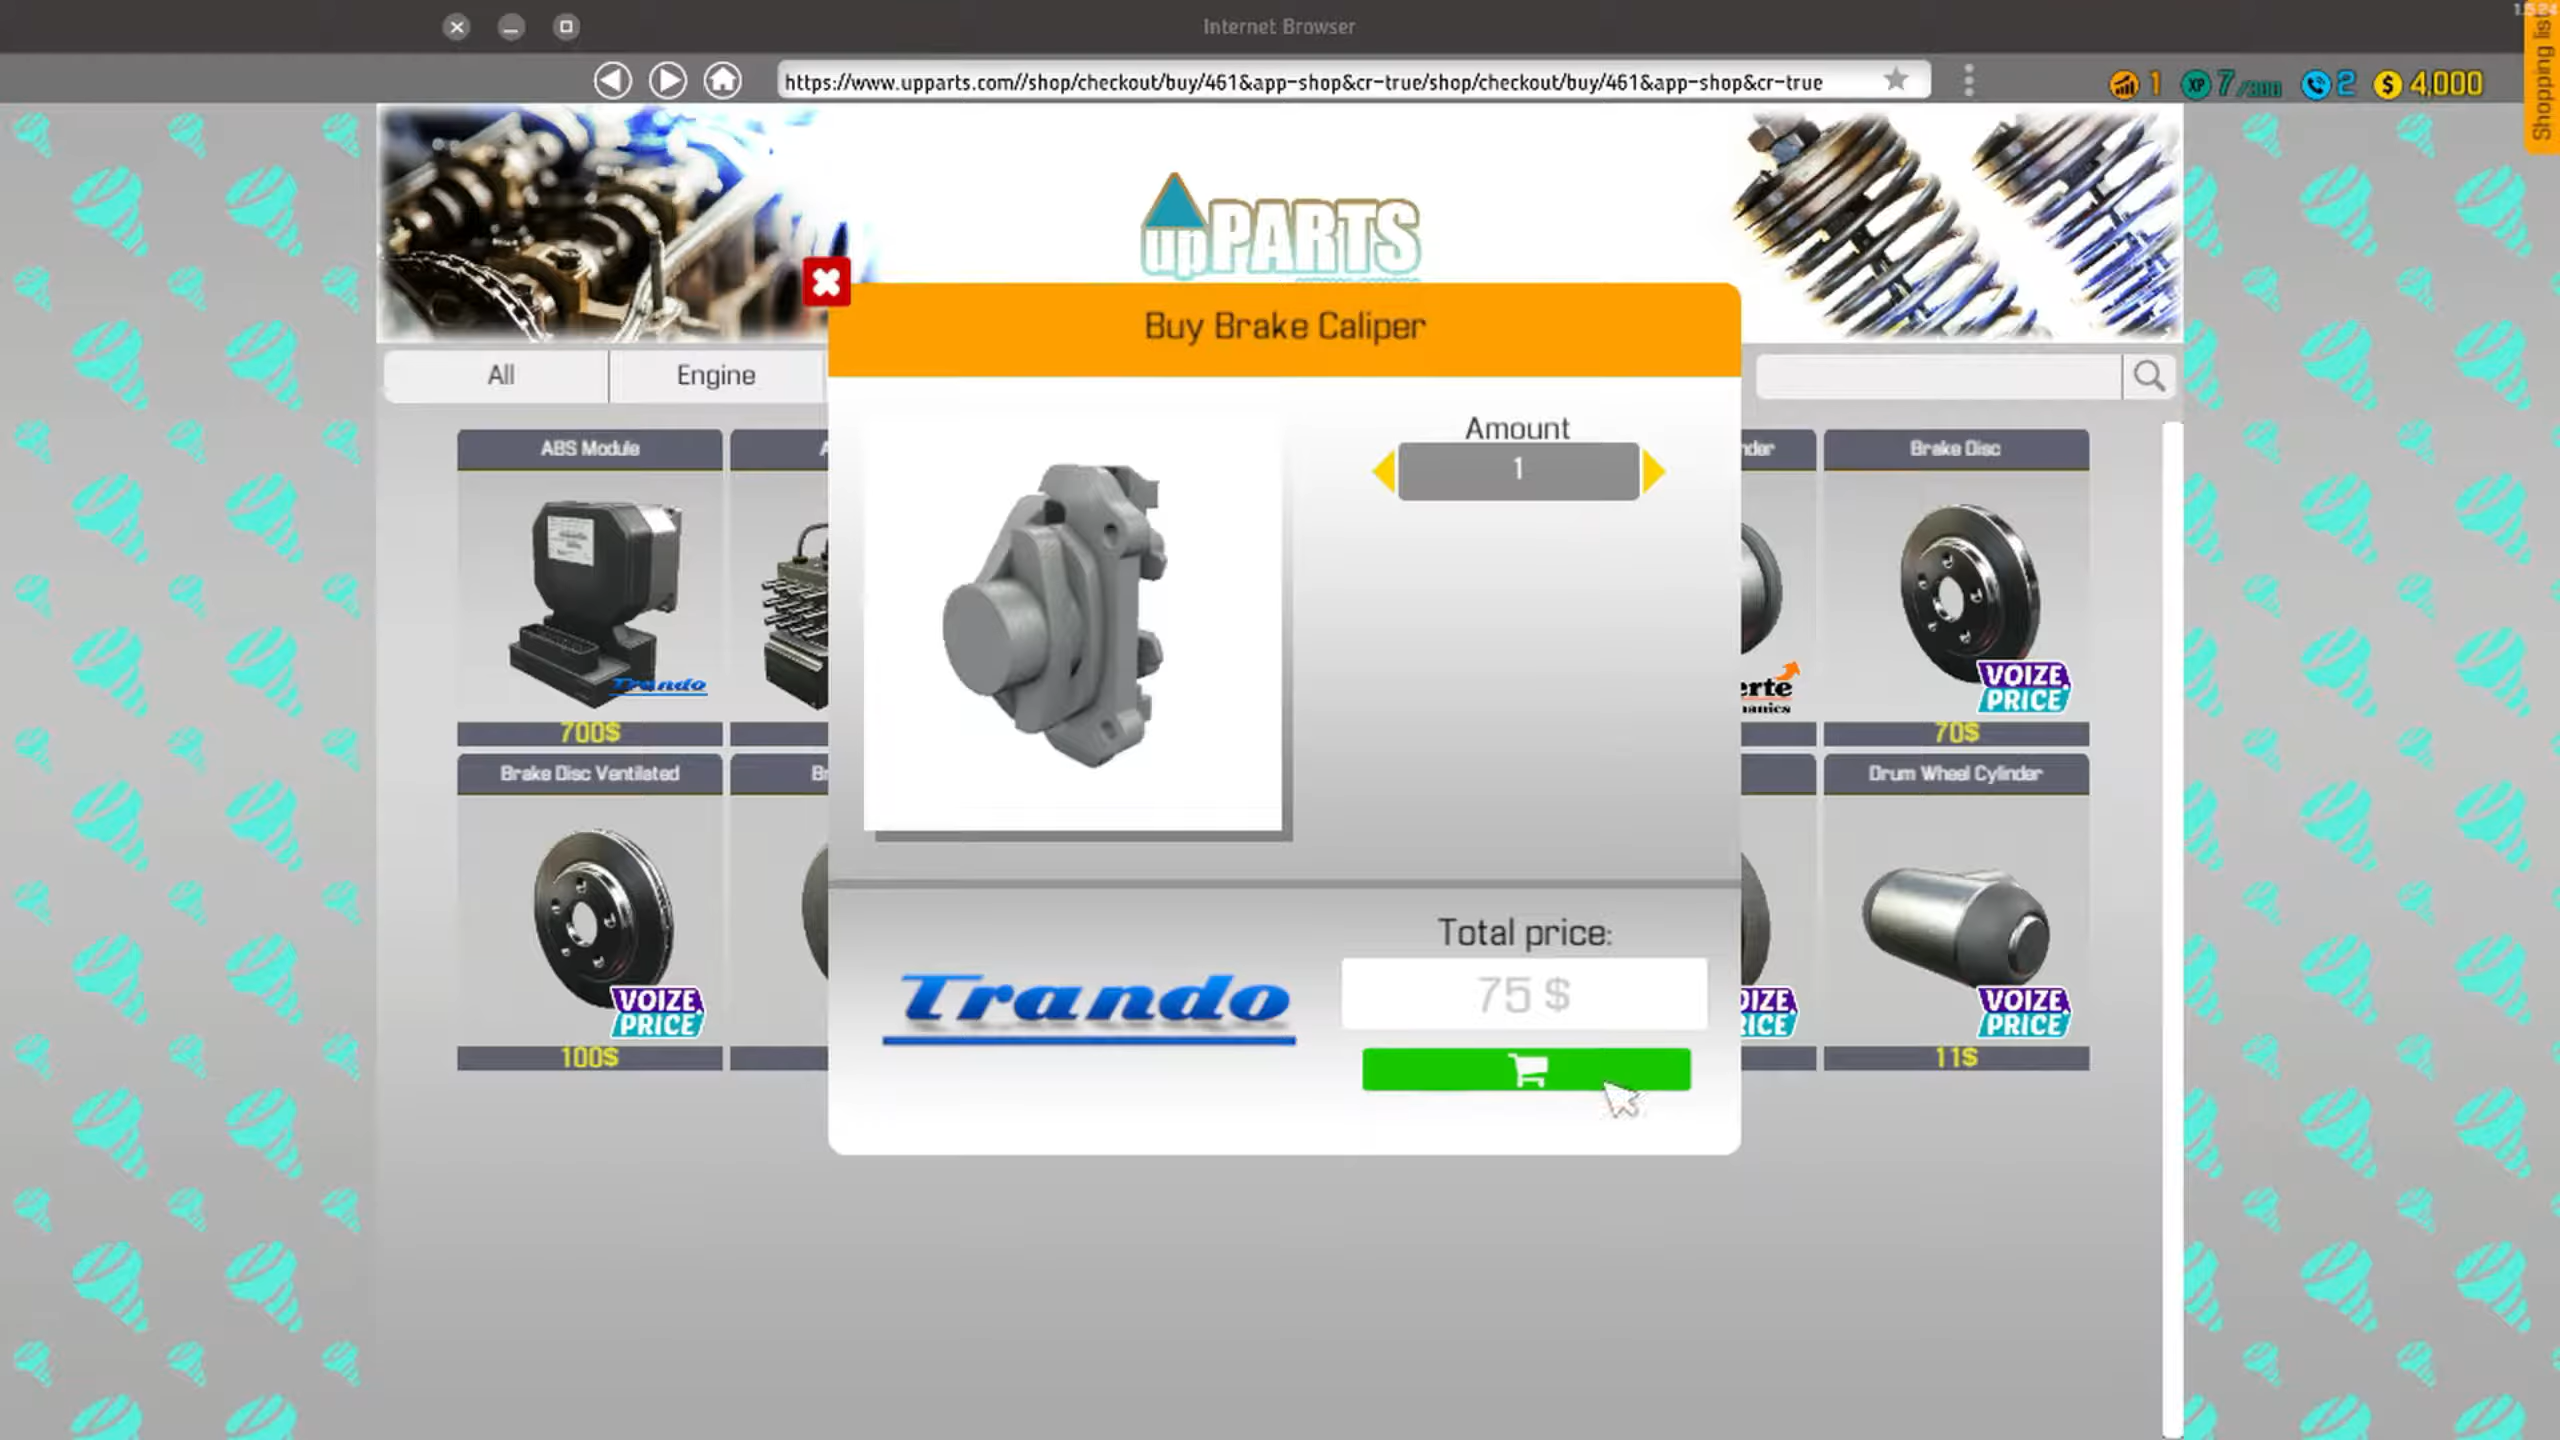 Internet Browser
Shopping list
https://www.upparts.com//shop/checkout/buy/461&app-shop&cr-true/shop/checkout/buy/461&app-shop&cr-true
1
XP 7/300
2
$ 4,000
upPARTS
Buy Brake Caliper
All
Engine
Amount
1
ABS Module
Brake Disc
Trando
VOIZE
PRICE
700$
70$
Brake Disc Ventilated
Drum Wheel Cylinder
Total price:
75 $
Trando
VOIZE
PRICE
VOIZE
PRICE
100$
11$